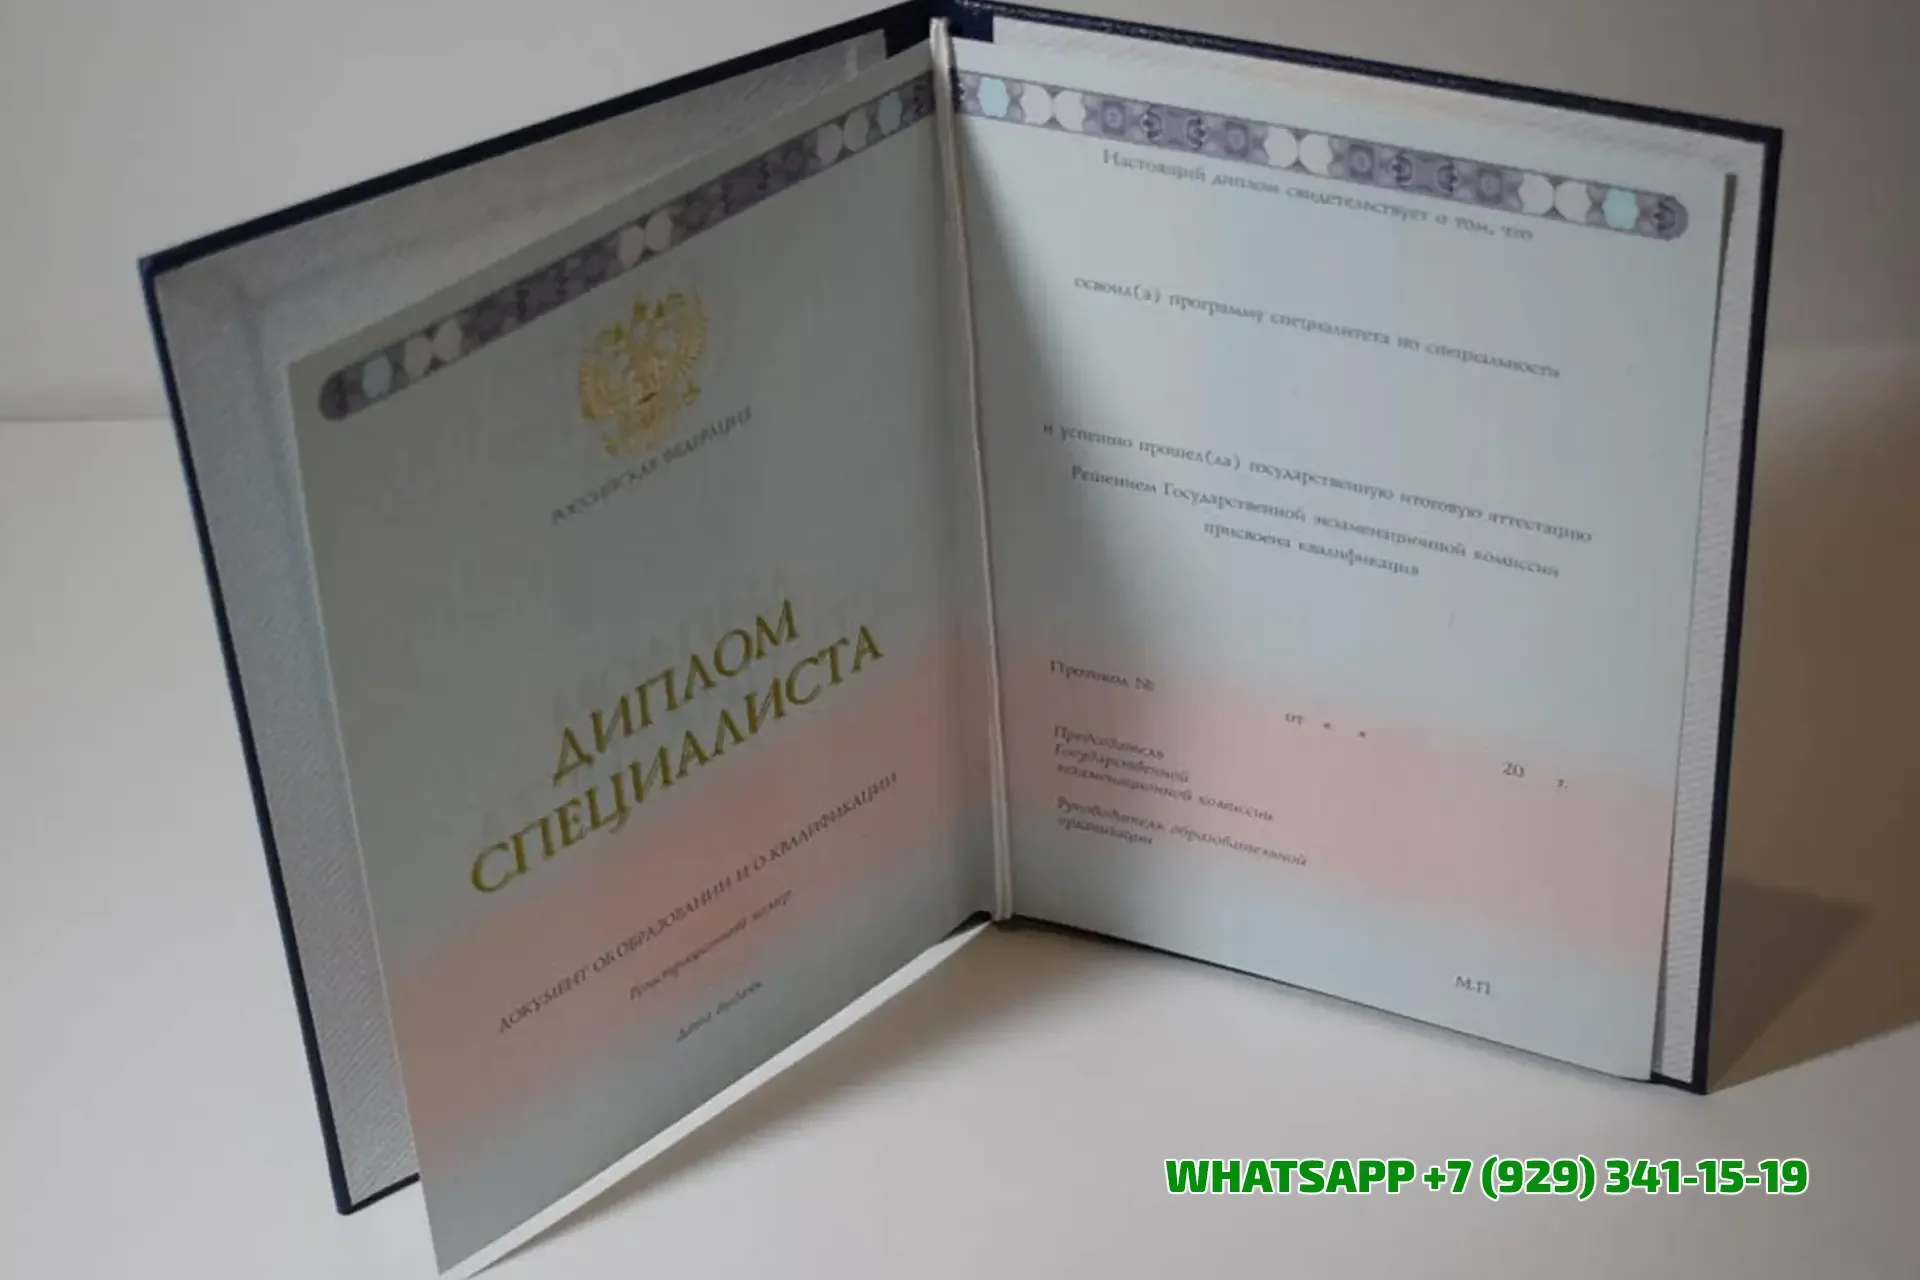 РОССИЙСКАЯ ФЕДЕРАЦИЯ
ДИПЛОМ
СПЕЦИАЛИСТА
ДОКУМЕНТ ОБ ОБРАЗОВАНИИ И О КВАЛИФИКАЦИИ
Регистрационный номер
Дата выдачи
Настоящий диплом свидетельствует о том, что
освоил(а) программу специалитета по специальности
и успешно прошел(ла) государственную итоговую аттестацию
Решением Государственной экзаменационной комиссии
присвоена квалификация
Протокол №
от « »
20 г.
Председатель
Государственной
экзаменационной комиссии
Руководитель образовательной
организации
М.П.
WHATSAPP +7 (929) 341-15-19